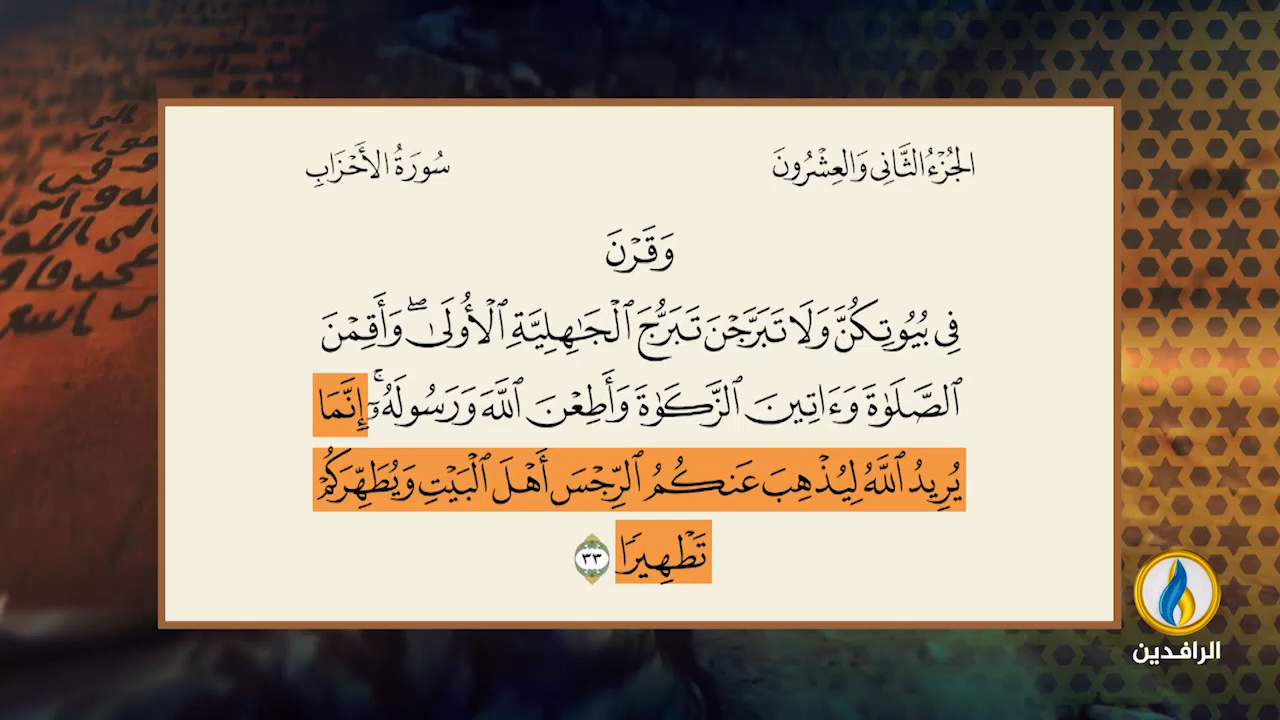 الجُزْءُ الثَّانِي وَالعِشْرُونَ
سُورَةُ الأَحْزَابِ
وَقَرْنَ
فِي بُيُوتِكُنَّ وَلَا تَبَرَّجْنَ تَبَرُّجَ ٱلْجَـٰهِلِيَّةِ ٱلْأُولَىٰۖ وَأَقِمْنَ
ٱلصَّلَوٰةَ وَءَاتِينَ ٱلزَّكَوٰةَ وَأَطِعْنَ ٱللَّهَ وَرَسُولَهُۥٓۚ إِنَّمَا
يُرِيدُ ٱللَّهُ لِيُذْهِبَ عَنكُمُ ٱلرِّجْسَ أَهْلَ ٱلْبَيْتِ وَيُطَهِّرَكُمْ
تَطْهِيرًا ٣٣
الرافدين